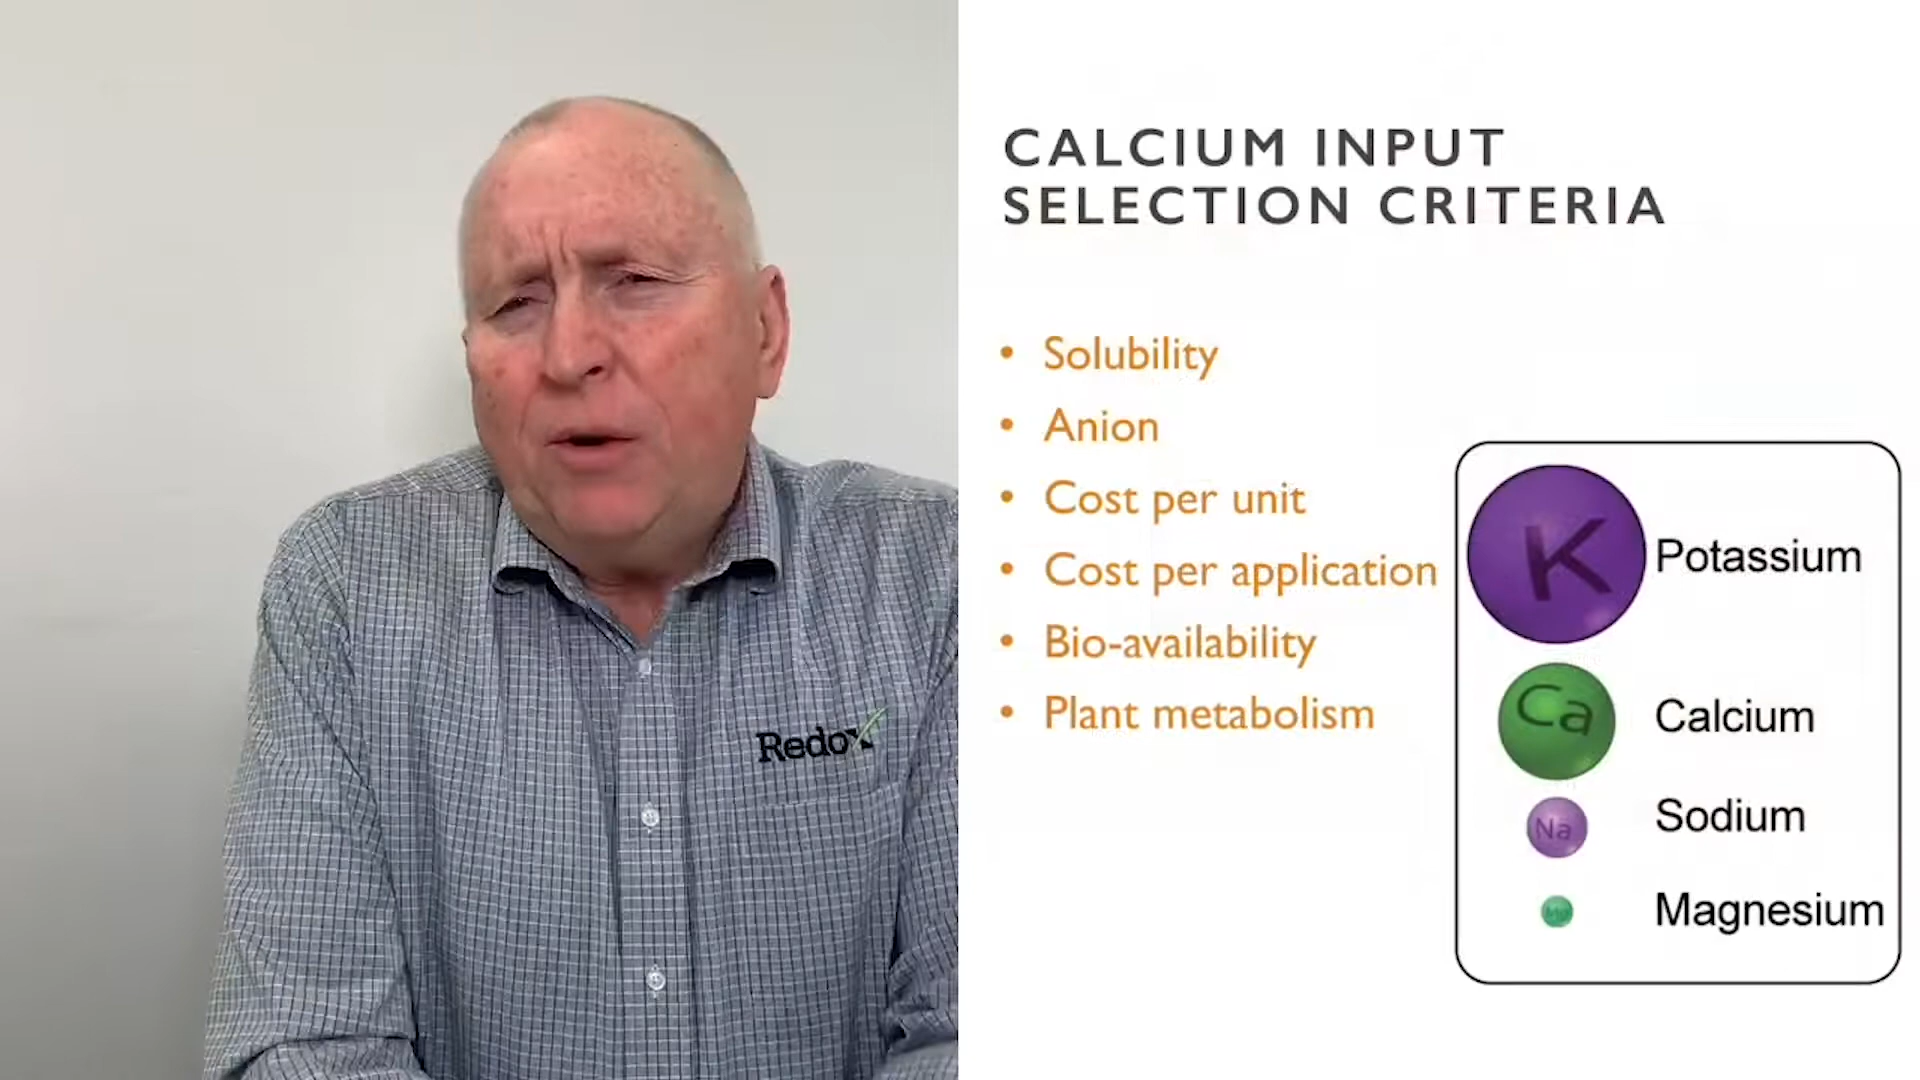 CALCIUM INPUT
SELECTION CRITERIA
• Solubility
• Anion
• Cost per unit
• Cost per application
• Bio-availability
• Plant metabolism
K Potassium
Ca Calcium
Na Sodium
Mg Magnesium
Redox